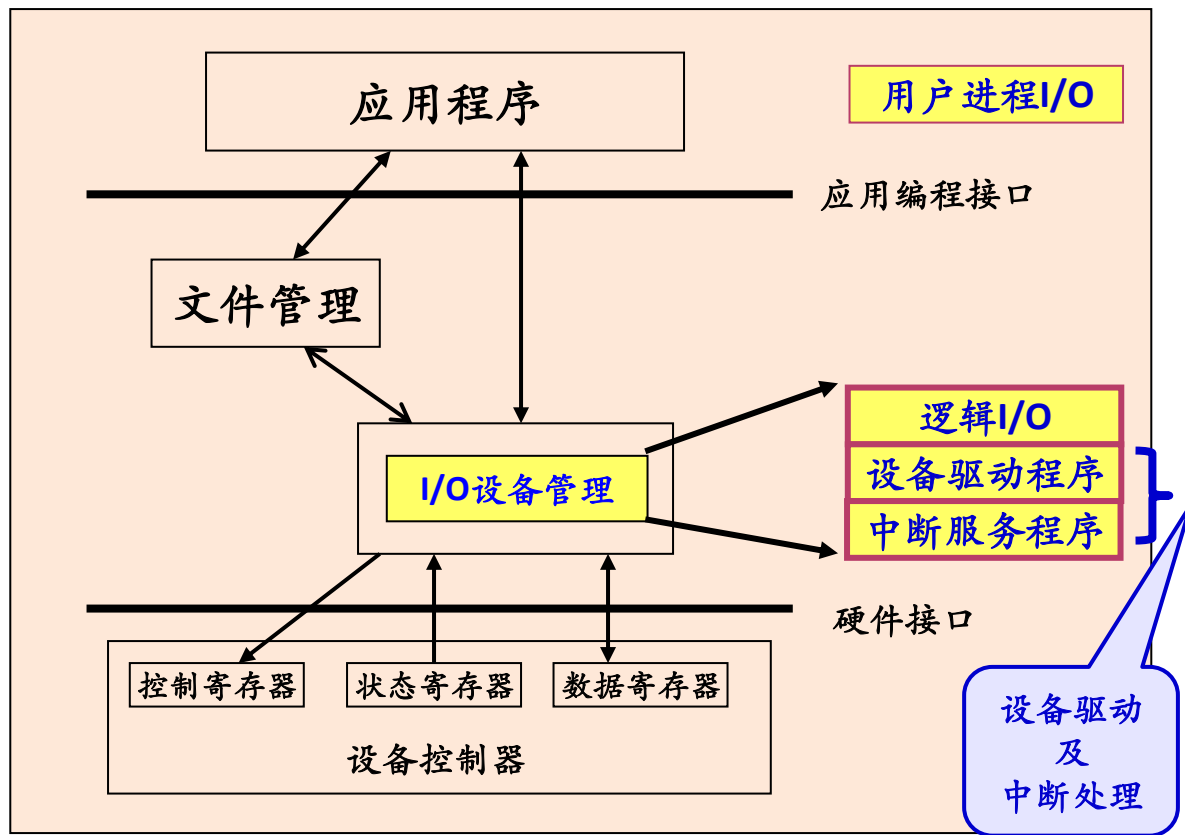 应用程序
用户进程I/O
应用编程接口
文件管理
逻辑I/O
设备驱动程序
I/O设备管理
中断服务程序
硬件接口
控制寄存器
状态寄存器
数据寄存器
设备控制器
设备驱动
及
中断处理